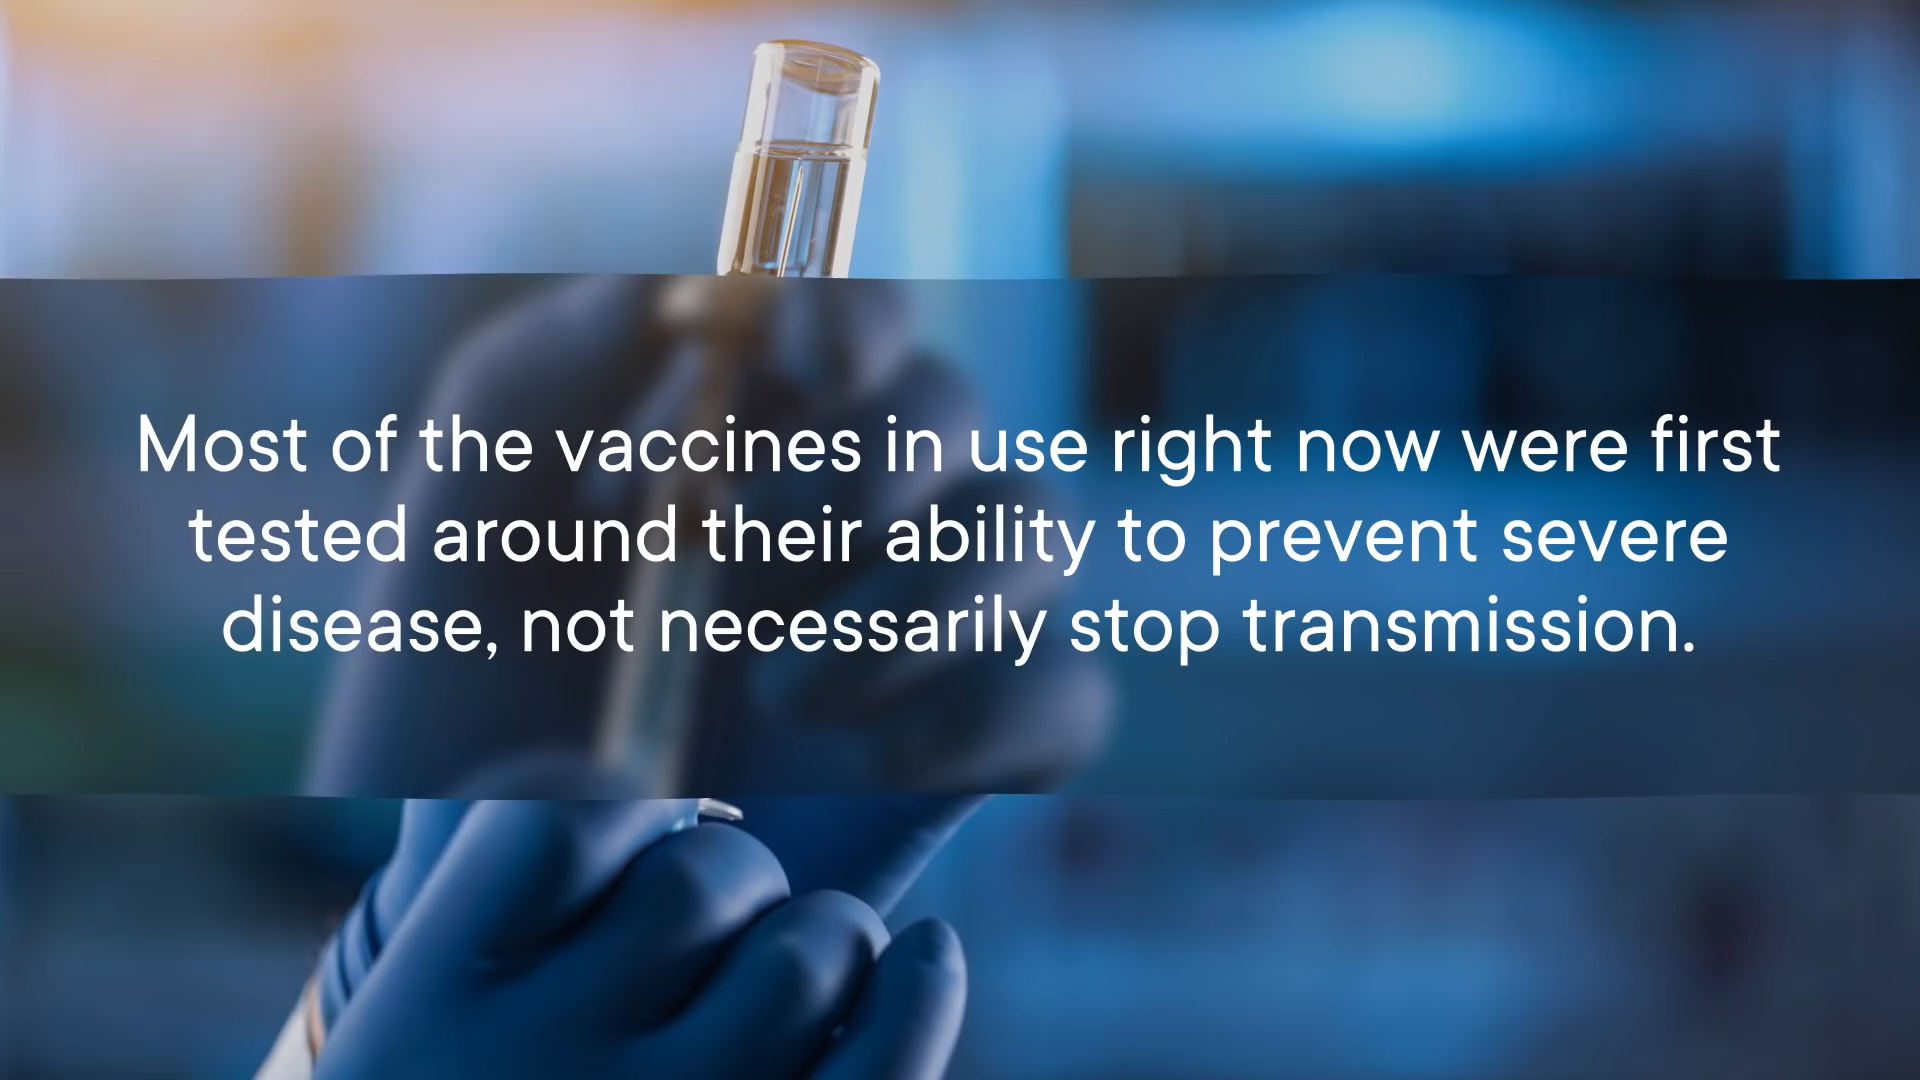 Most of the vaccines in use right now were first
tested around their ability to prevent severe
disease, not necessarily stop transmission.